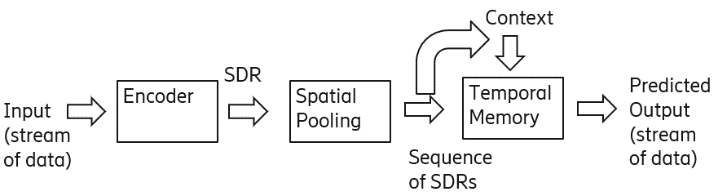 Input
(stream
of data)
Encoder
SDR
Spatial
Pooling
Sequence
of SDRs
Context
Temporal
Memory
Predicted
Output
(stream
of data)